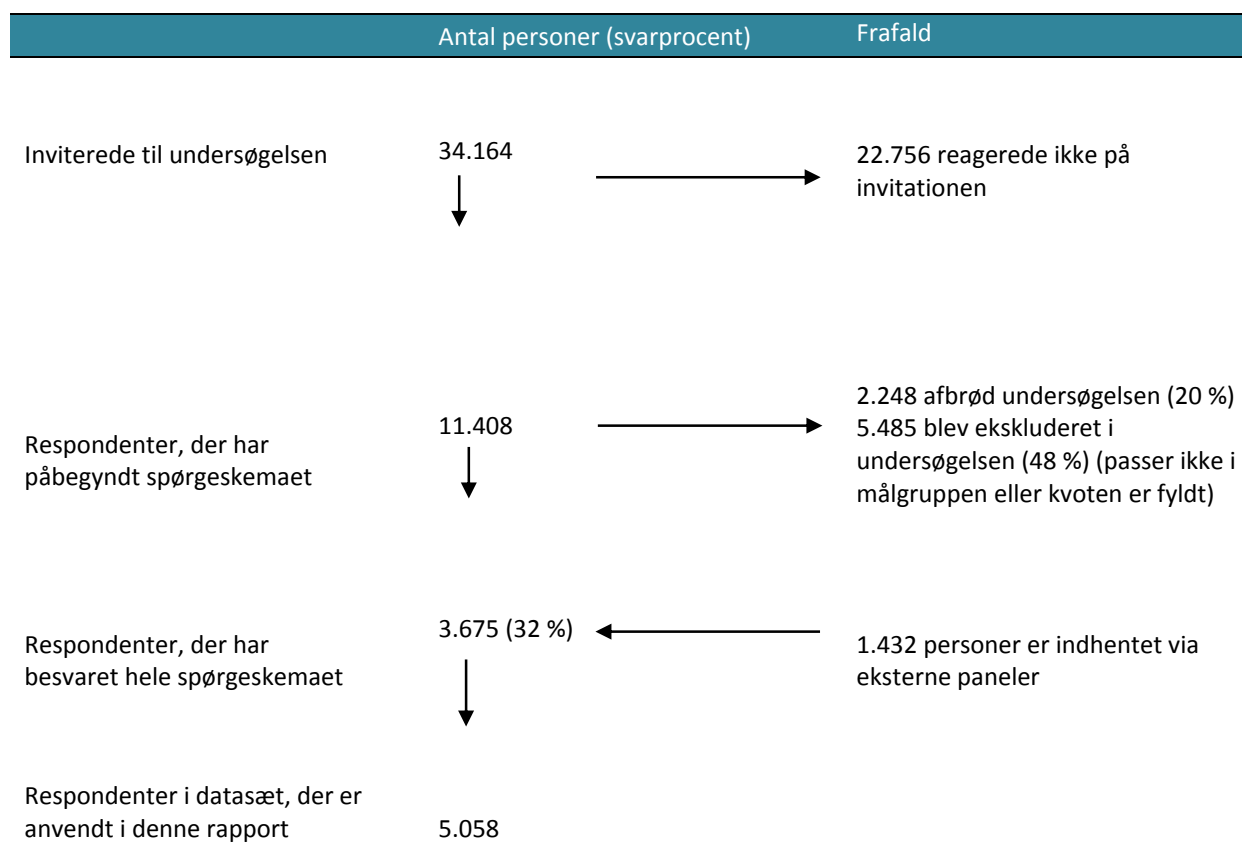 Antal personer (svarprocent)
Frafald
Inviterede til undersøgelsen
34.164
22.756 reagerede ikke på
invitationen
Respondenter, der har
påbegyndt spørgeskemaet
11.408
2.248 afbrød undersøgelsen (20 %)
5.485 blev ekskluderet i
undersøgelsen (48 %) (passer ikke i
målgruppen eller kvoten er fyldt)
Respondenter, der har
besvaret hele spørgeskemaet
3.675 (32 %)
1.432 personer er indhentet via
eksterne paneler
Respondenter i datasæt, der er
anvendt i denne rapport
5.058